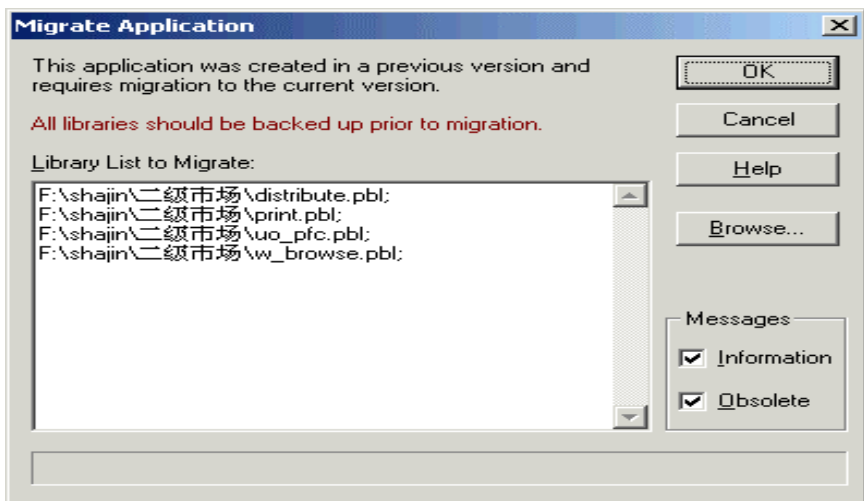 Migrate Application
This application was created in a previous version and
requires migration to the current version.
All libraries should be backed up prior to migration.
Library List to Migrate:
F:\shajin\二级市场\distribute.pbl;
F:\shajin\二级市场\print.pbl;
F:\shajin\二级市场\uo_pfc.pbl;
F:\shajin\二级市场\w_browse.pbl;
OK
Cancel
Help
Browse...
Messages
Information
Obsolete